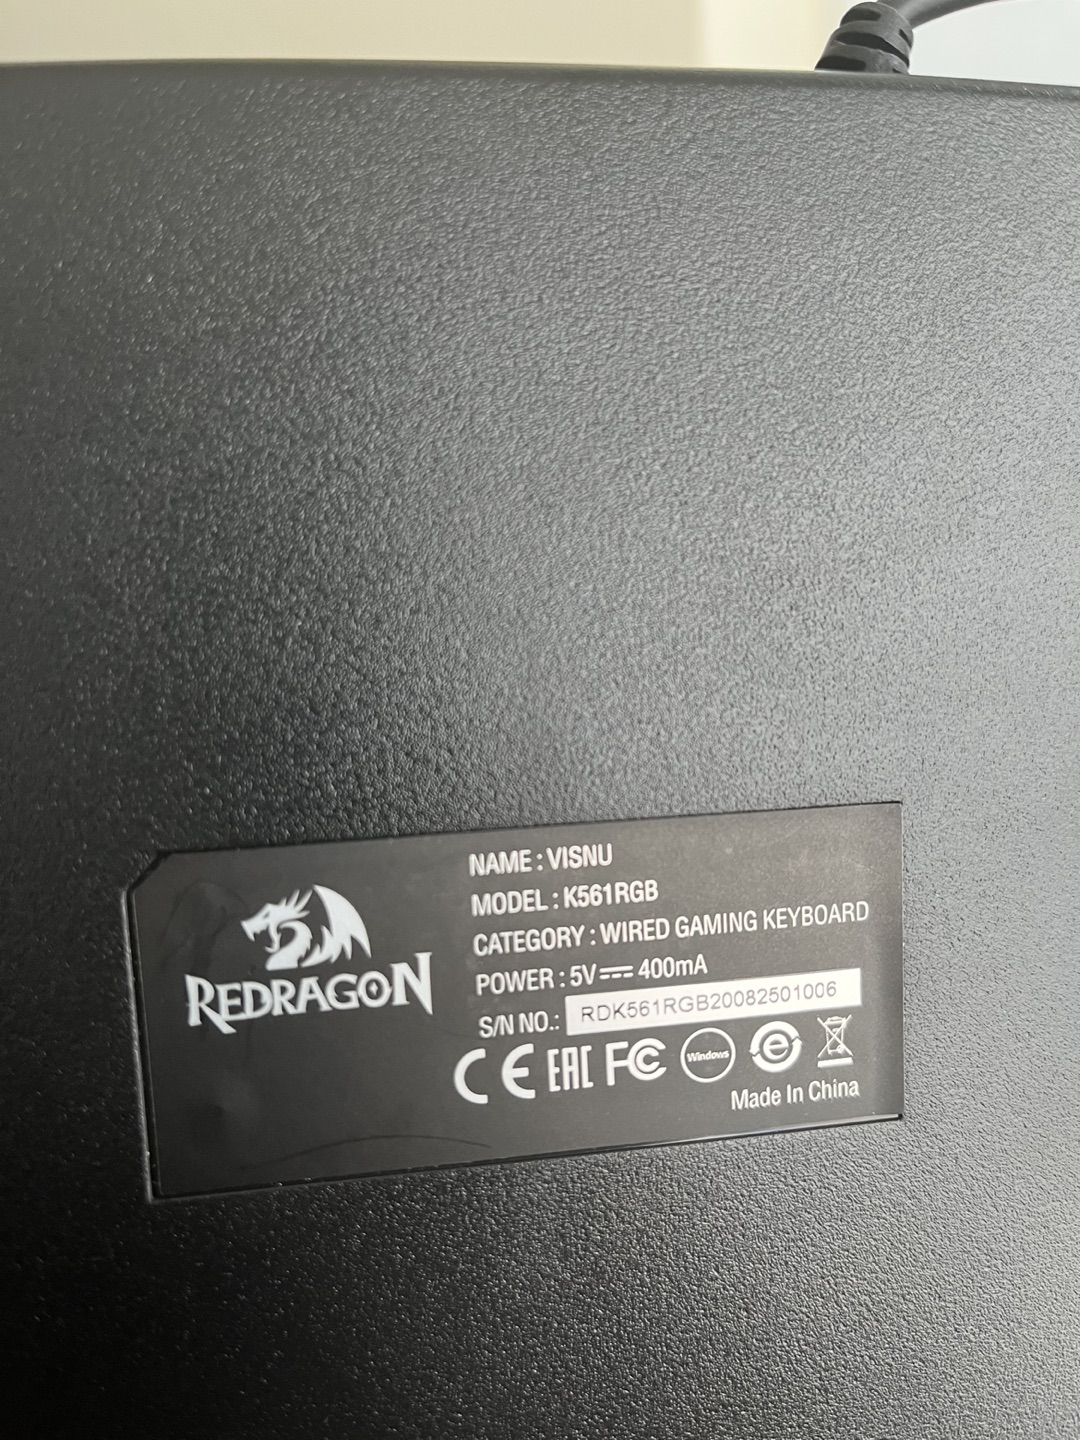 REDRAGON
NAME : VISNU
MODEL : K561RGB
CATEGORY : WIRED GAMING KEYBOARD
POWER : 5V⎓400mA
S/N NO.: RDK561RGB20082501006
CE EAC FC Windows e
Made In China